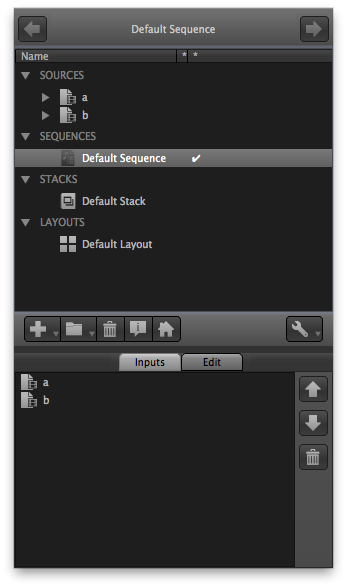 Default Sequence
Name * *
SOURCES
a
b
SEQUENCES
Default Sequence ✔
STACKS
Default Stack
LAYOUTS
Default Layout
Inputs Edit
a
b